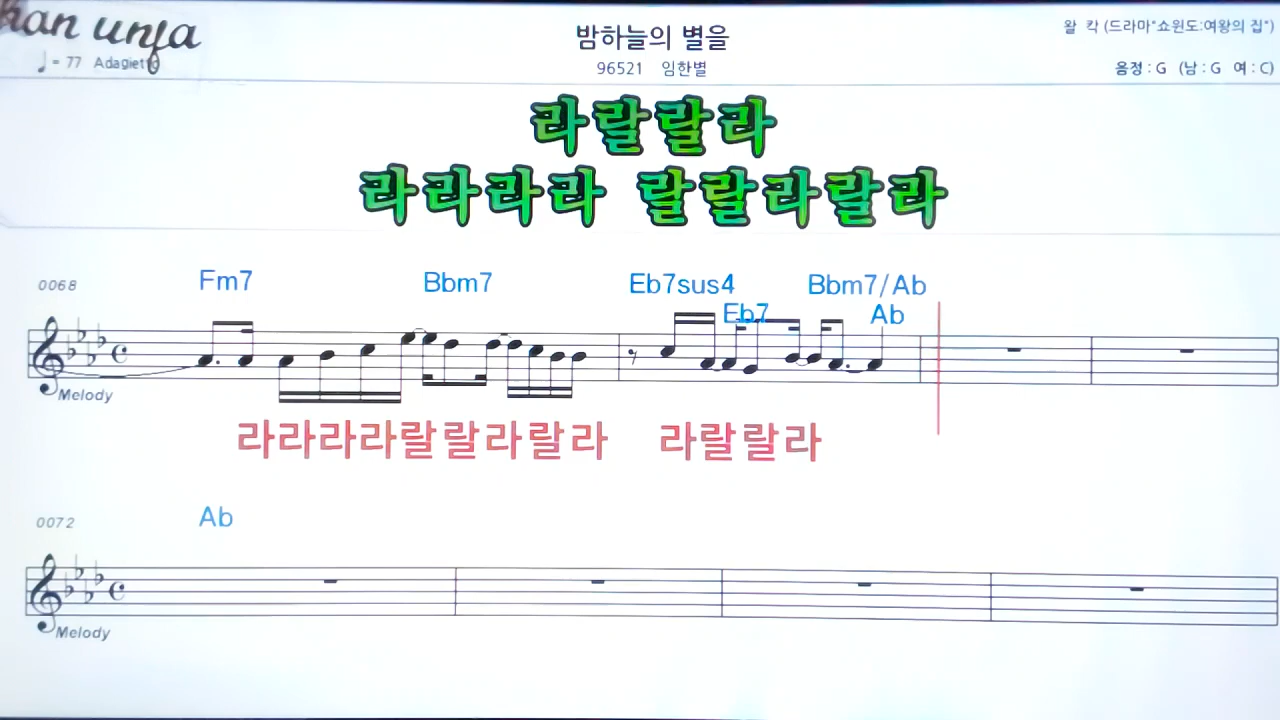 han unfa
밤하늘의 별을
왈 칵 (드라마"쇼윈도:여왕의 집")
♩ = 77 Adagietto
96521 임한별
음정 : G (남 : G 여 : C)
라랄랄라
라라라라 랄랄라랄라
0068 Fm7 Bbm7 Eb7sus4 Bbm7/Ab
Eb7 Ab
Melody
라라라라랄랄라랄라 라랄랄라
0072 Ab
Melody